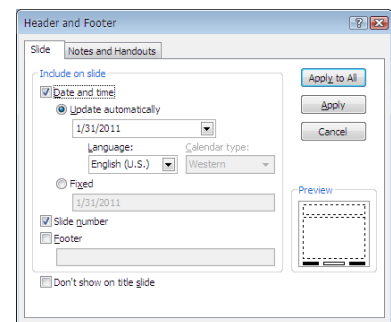 Header and Footer
Slide Notes and Handouts
Include on slide
Date and time
Update automatically
1/31/2011
Language: Calendar type:
English (U.S.) Western
Fixed
1/31/2011
Slide number
Footer
Don't show on title slide
Apply to All
Apply
Cancel
Preview